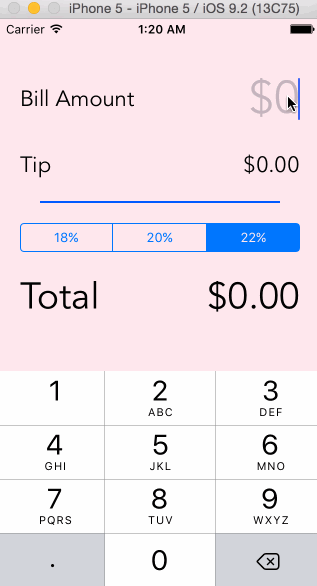 iPhone 5 - iPhone 5 / iOS 9.2 (13C75)
Carrier 1:20 AM
Bill Amount $0
Tip $0.00
18% 20% 22%
Total $0.00
1 2 3
ABC DEF
4 5 6
GHI JKL MNO
7 8 9
PQRS TUV WXYZ
. 0